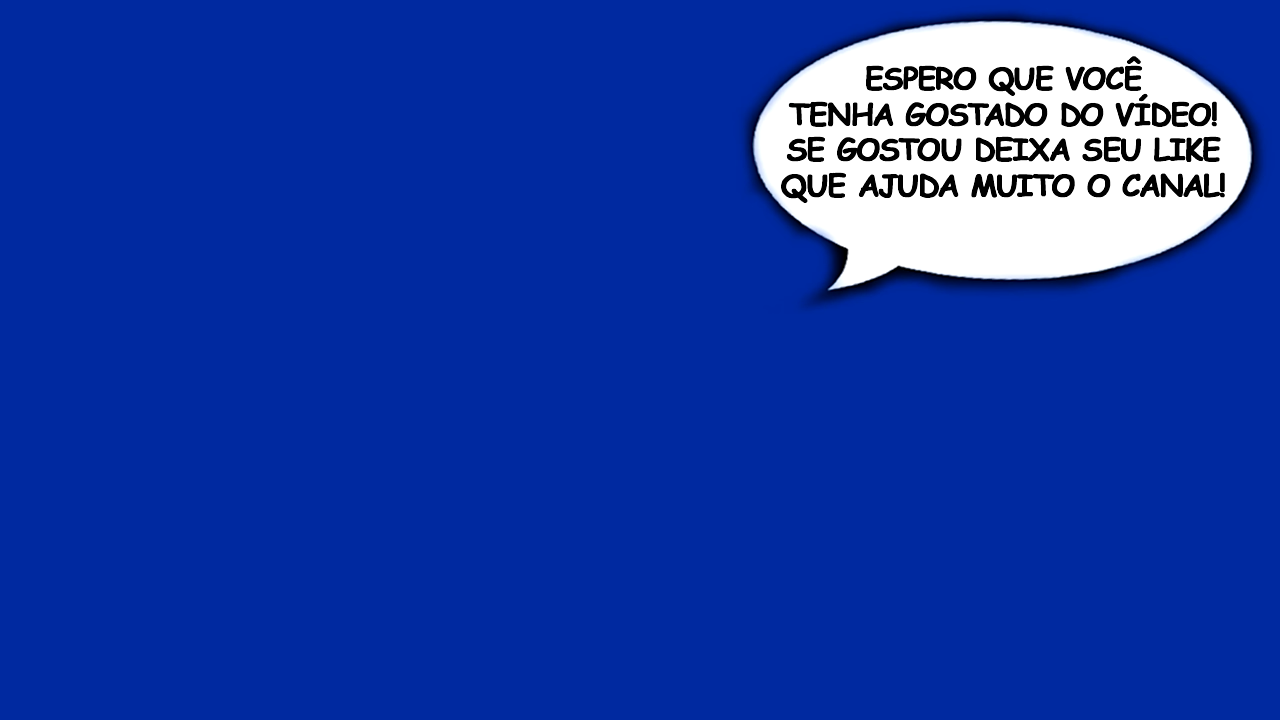 ESPERO QUE VOCÊ
TENHA GOSTADO DO VÍDEO!
SE GOSTOU DEIXA SEU LIKE
QUE AJUDA MUITO O CANAL!